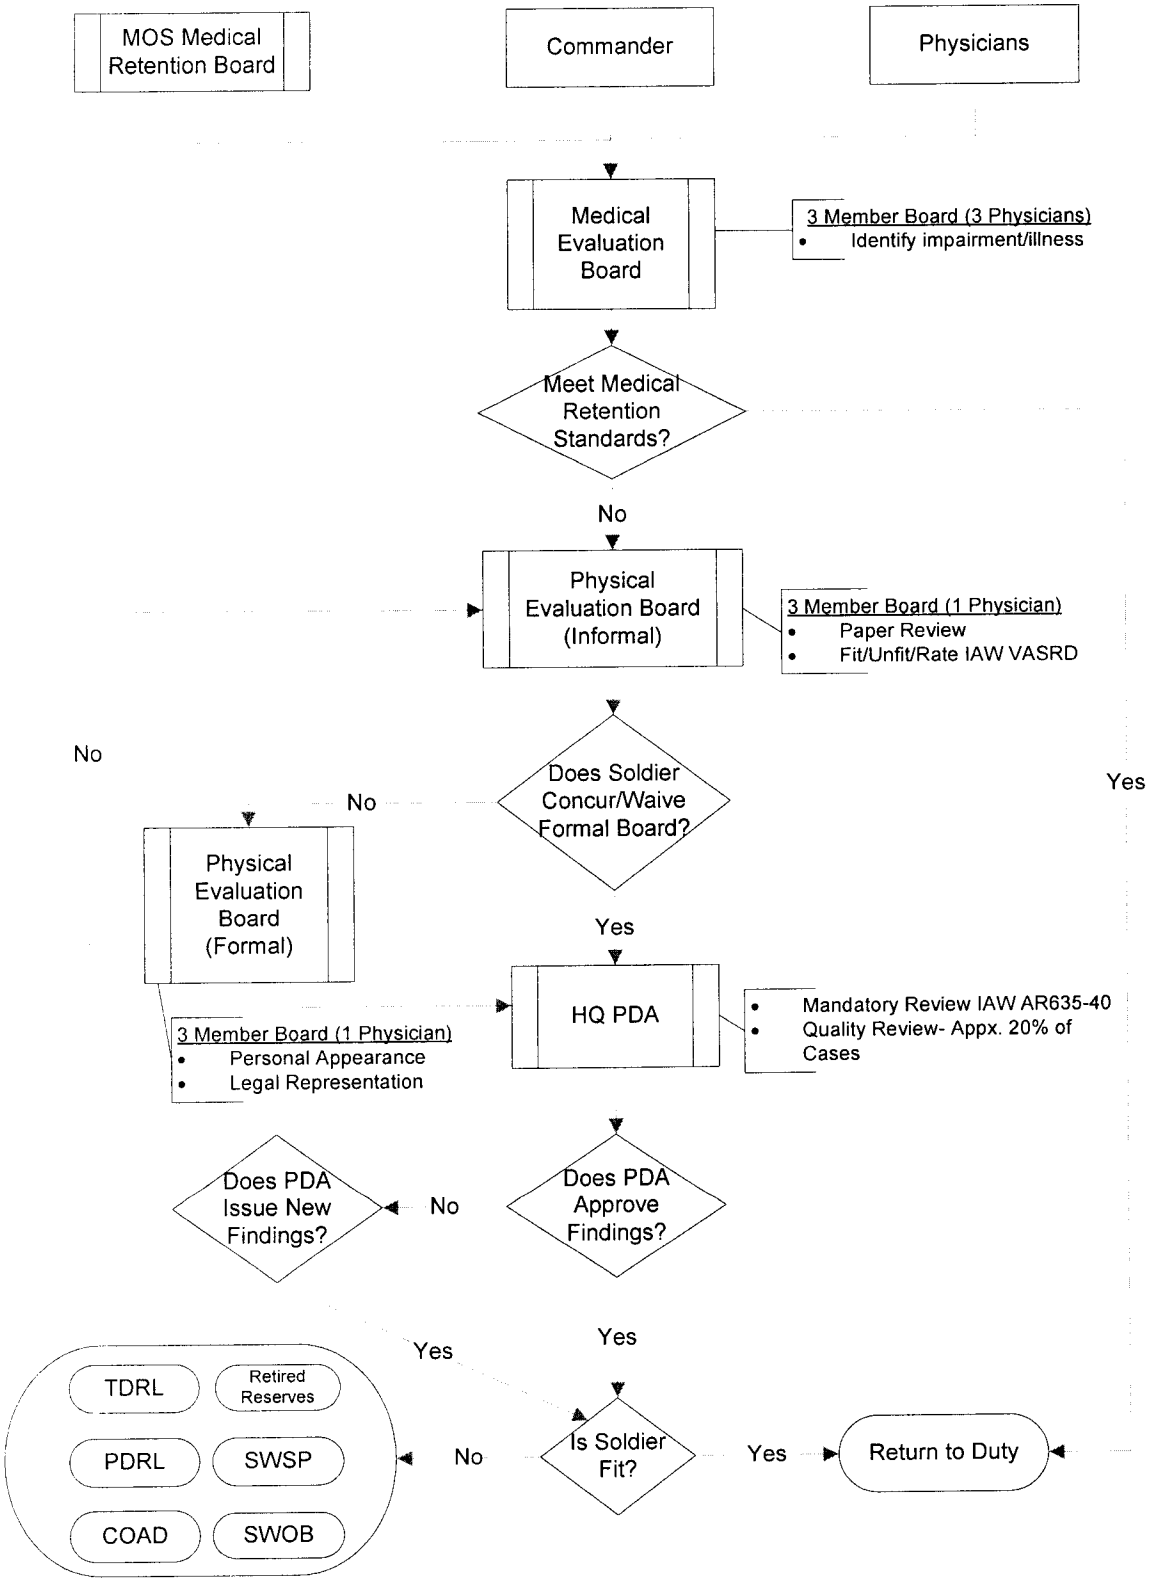 MOS Medical
Retention Board
Commander
Physicians
Medical
Evaluation
Board
3 Member Board (3 Physicians)
• Identify impairment/illness
Meet Medical
Retention
Standards?
No
Physical
Evaluation Board
(Informal)
3 Member Board (1 Physician)
• Paper Review
• Fit/Unfit/Rate IAW VASRD
No
Does Soldier
Concur/Waive
Formal Board?
No
Yes
Physical
Evaluation
Board
(Formal)
Yes
HQ PDA
• Mandatory Review IAW AR635-40
• Quality Review- Appx. 20% of
Cases
3 Member Board (1 Physician)
• Personal Appearance
• Legal Representation
Does PDA
Issue New
Findings?
No
Does PDA
Approve
Findings?
Yes
Yes
TDRL
Retired
Reserves
PDRL
SWSP
COAD
SWOB
No
Is Soldier
Fit?
Yes
Return to Duty